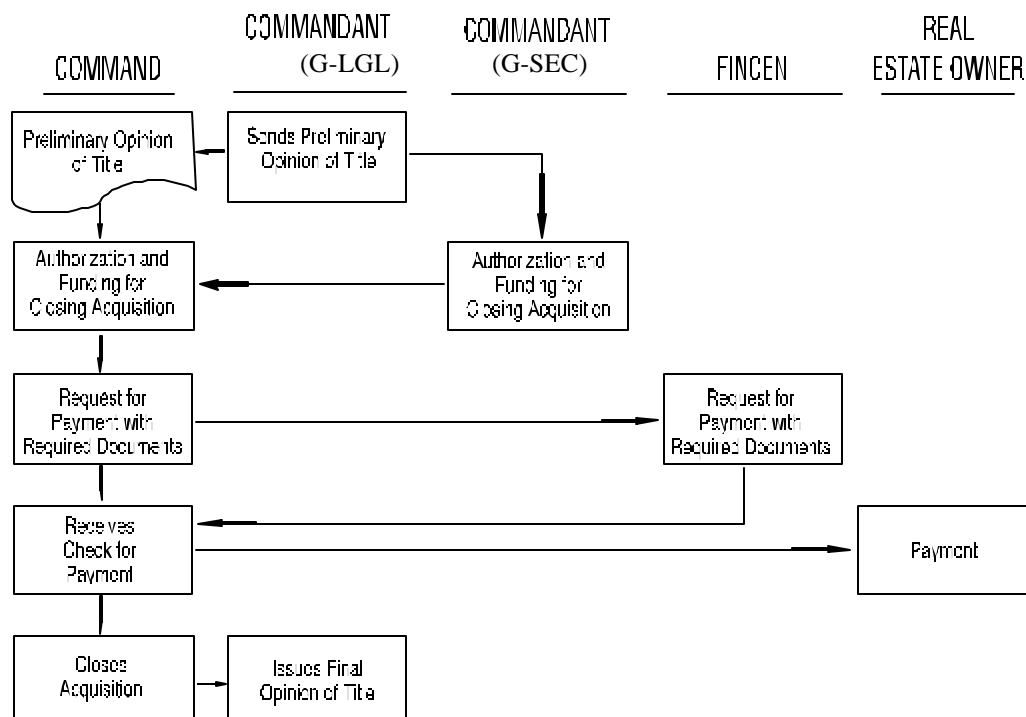 COMMAND
COMMANDANT
(G-LGL)
COMMANDANT
(G-SEC)
FINCEN
REAL
ESTATE OWNER
Preliminary Opinion
of Title
Sends Preliminary
Opinion of Title
Authorization and
Funding for
Closing Acquisition
Authorization and
Funding for
Closing Acquisition
Request for
Payment with
Required Documents
Request for
Payment with
Required Documents
Receives
Check for
Payment
Payment
Closes
Acquisition
Issues Final
Opinion of Title